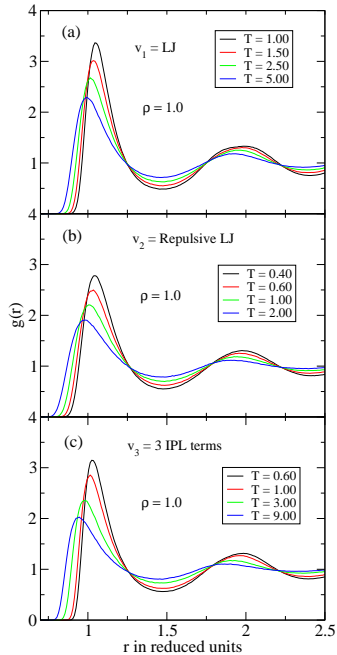 4
(a)
v1 = LJ
T = 1.00
T = 1.50
T = 2.50
T = 5.00
ρ = 1.0
3
2
1
4
(b)
v2 = Repulsive LJ
T = 0.40
T = 0.60
T = 1.00
T = 2.00
ρ = 1.0
3
2
1
g(r)
4
(c)
v3 = 3 IPL terms
T = 0.60
T = 1.00
T = 3.00
T = 9.00
ρ = 1.0
3
2
1
0
1 1.5 2 2.5
r in reduced units